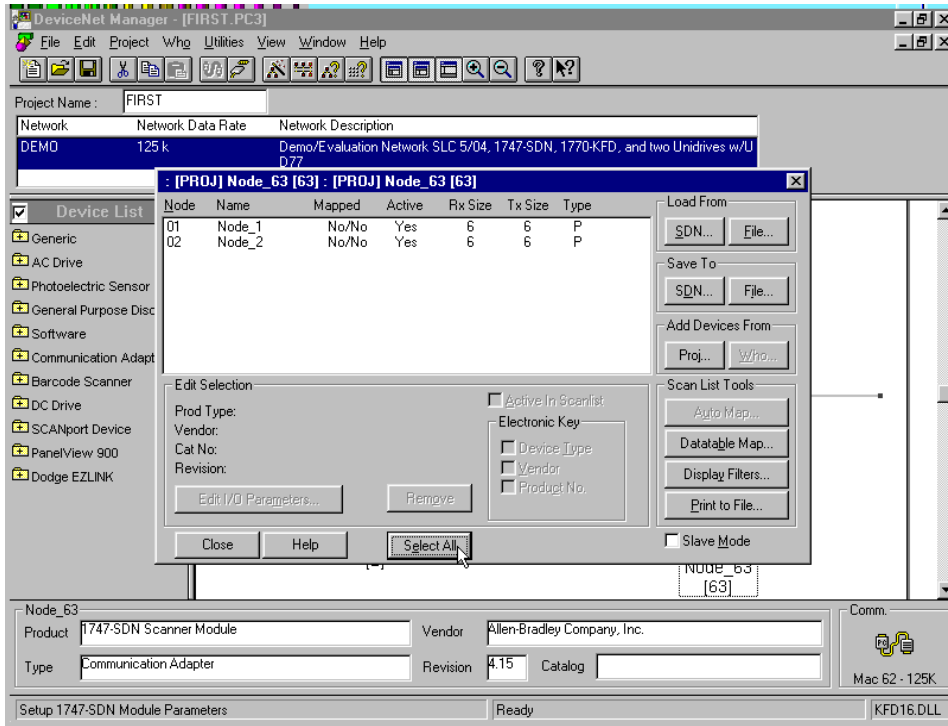 DeviceNet Manager - [FIRST.PC3]
File Edit Project Who Utilities View Window Help
Project Name : FIRST
Network Network Data Rate Network Description
DEMO 125 k Demo/Evaluation Network SLC 5/04, 1747-SDN, 1770-KFD, and two Unidrives w/U
D77
: [PROJ] Node_63 [63] : [PROJ] Node_63 [63]
Node Name Mapped Active Rx Size Tx Size Type
01 Node_1 No/No Yes 6 6 P
02 Node_2 No/No Yes 6 6 P
Load From
SDN... File...
Save To
SDN... File...
Add Devices From
Proj... Who...
Scan List Tools
Auto Map...
Datatable Map...
Display Filters...
Print to File...
Slave Mode
Edit Selection
Prod Type:
Vendor:
Cat No:
Revision:
Edit I/O Parameters...
Remove
Active In Scanlist
Electronic Key
Device Type
Vendor
Product No.
Close Help Select All
Device List
Generic
AC Drive
Photoelectric Sensor
General Purpose Disc
Software
Communication Adapt
Barcode Scanner
DC Drive
SCANport Device
PanelView 900
Dodge EZLINK
Node_63
[63]
Node_63
Product 1747-SDN Scanner Module Vendor Allen-Bradley Company, Inc.
Type Communication Adapter Revision 4.15 Catalog
Comm.
Mac 62 - 125K
Setup 1747-SDN Module Parameters Ready KFD16.DLL